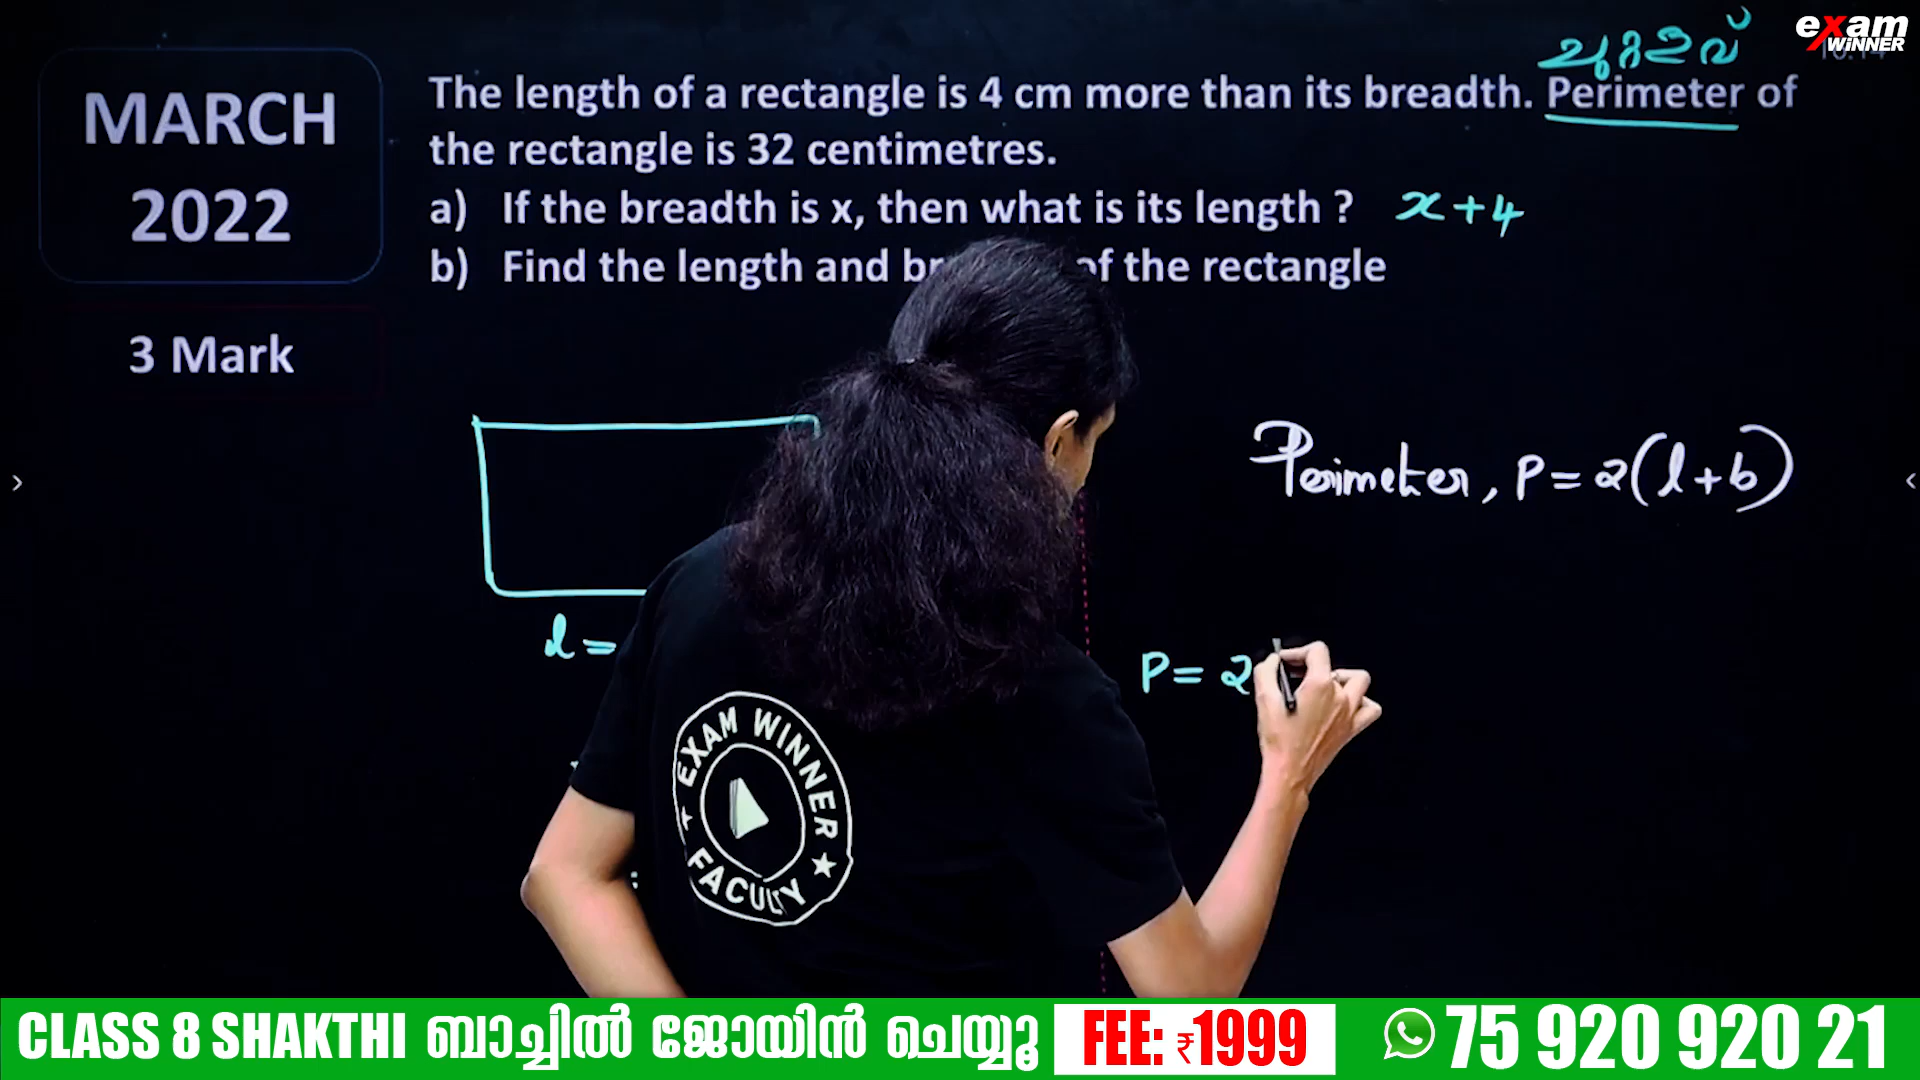 ചുറ്റളവ്
exam
WINNER
MARCH
2022
3 Mark
The length of a rectangle is 4 cm more than its breadth. Perimeter of
the rectangle is 32 centimetres.
a) If the breadth is x, then what is its length ? x+4
b) Find the length and of the rectangle
Perimeter, P = 2(l+b)
l =
P = 2
EXAM WINNER
FACULTY
CLASS 8 SHAKTHI ബാച്ചിൽ ജോയിൻ ചെയ്യൂ FEE: ₹1999 75 920 920 21